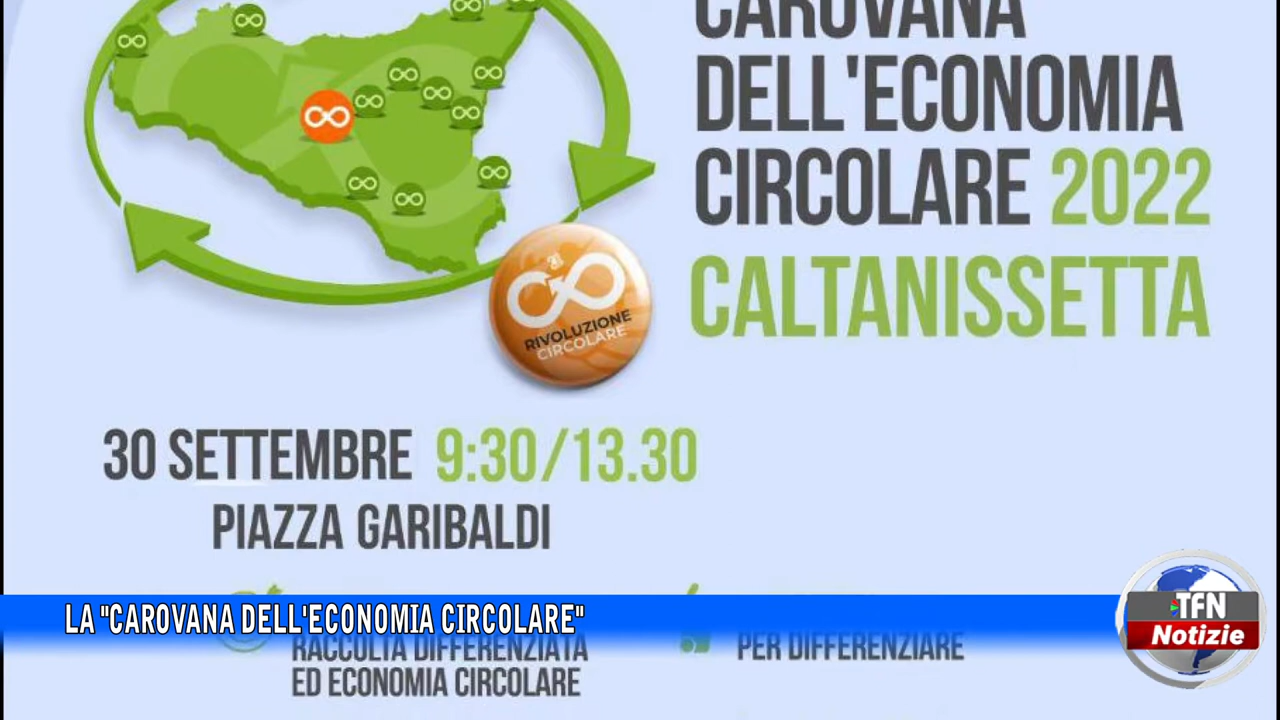 CAROVANA
DELL'ECONOMIA
CIRCOLARE 2022
CALTANISSETTA
RIVOLUZIONE
CIRCOLARE
30 SETTEMBRE 9:30/13.30
PIAZZA GARIBALDI
LA "CAROVANA DELL'ECONOMIA CIRCOLARE"
TFN
Notizie
RACCOLTA DIFFERENZIATA
ED ECONOMIA CIRCOLARE
PER DIFFERENZIARE